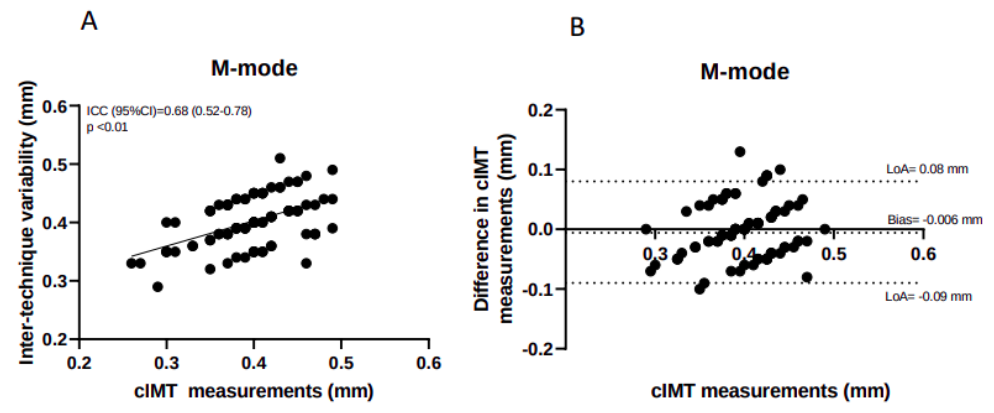 A
M-mode
ICC (95%CI)=0.68 (0.52-0.78)
p <0.01
Inter-technique variability (mm)
0.6
0.5
0.4
0.3
0.2
0.2
0.3
0.4
0.5
0.6
cIMT measurements (mm)
B
M-mode
Difference in cIMT
measurements (mm)
0.2
0.1
0.0
-0.1
-0.2
LoA= 0.08 mm
Bias= -0.006 mm
0.3
0.4
0.5
0.6
LoA= -0.09 mm
cIMT measurements (mm)